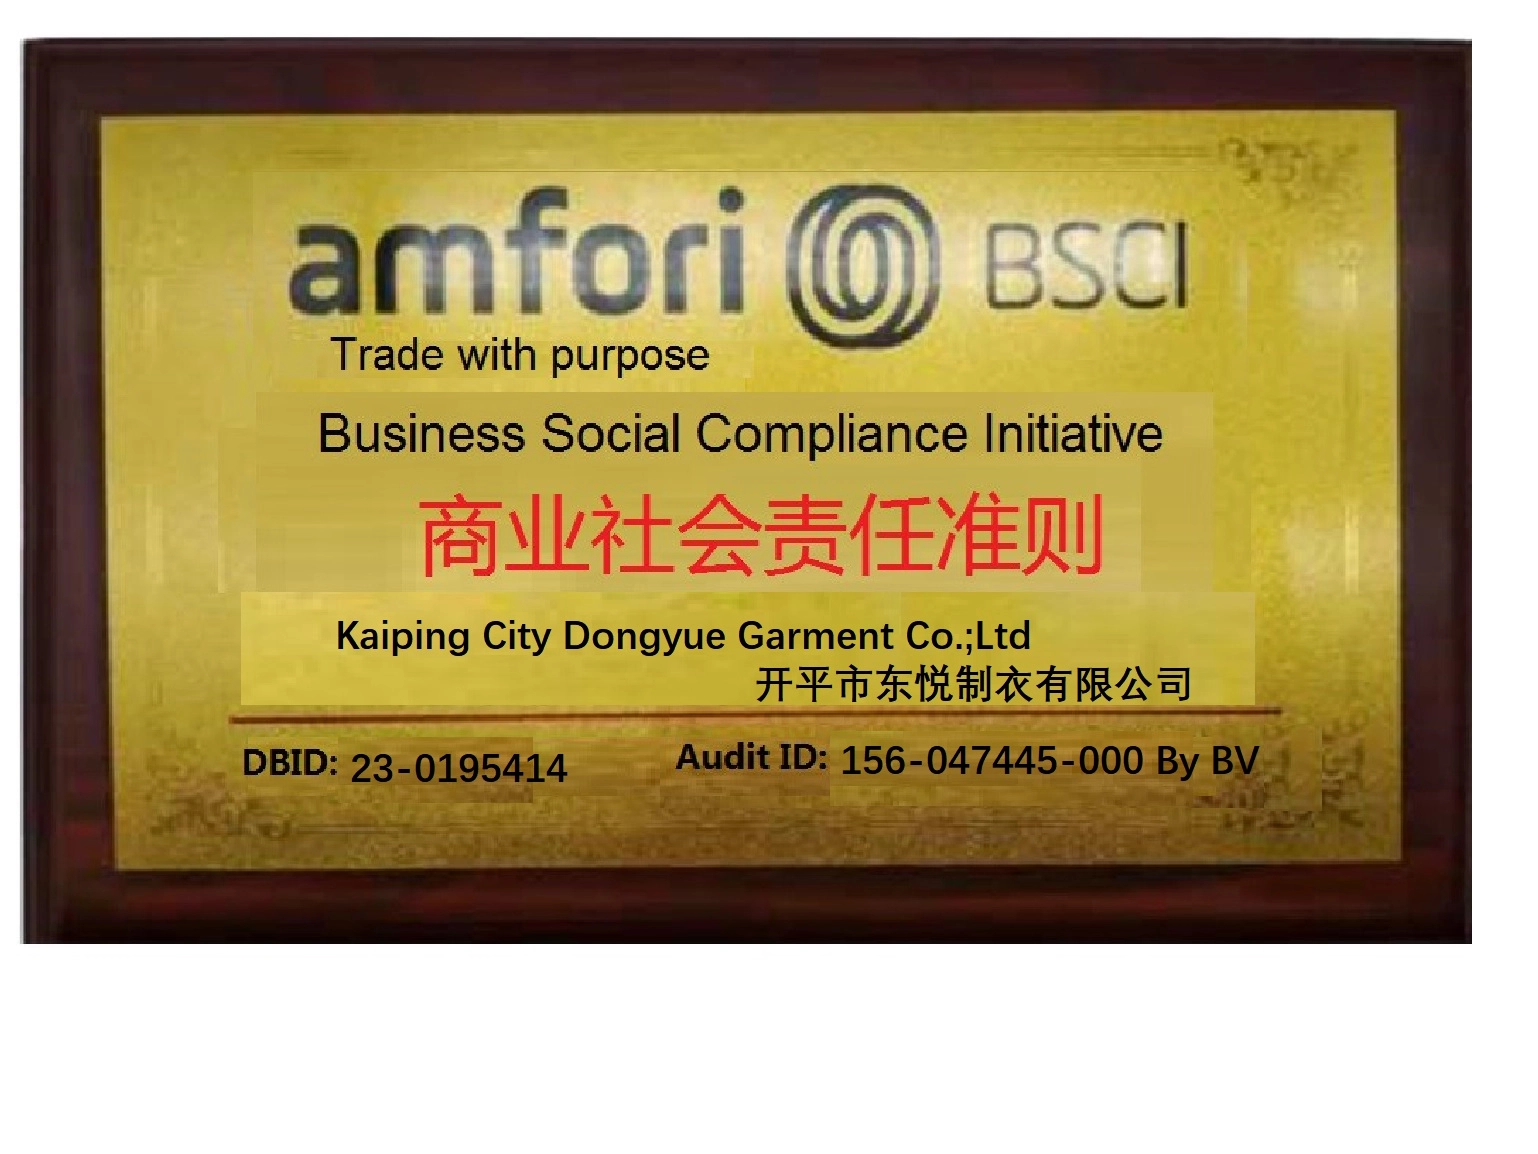 amfori BSCI
Trade with purpose
Business Social Compliance Initiative
商业社会责任准则
Kaiping City Dongyue Garment Co.;Ltd
开平市东悦制衣有限公司
DBID: 23-0195414 Audit ID: 156-047445-000 By BV